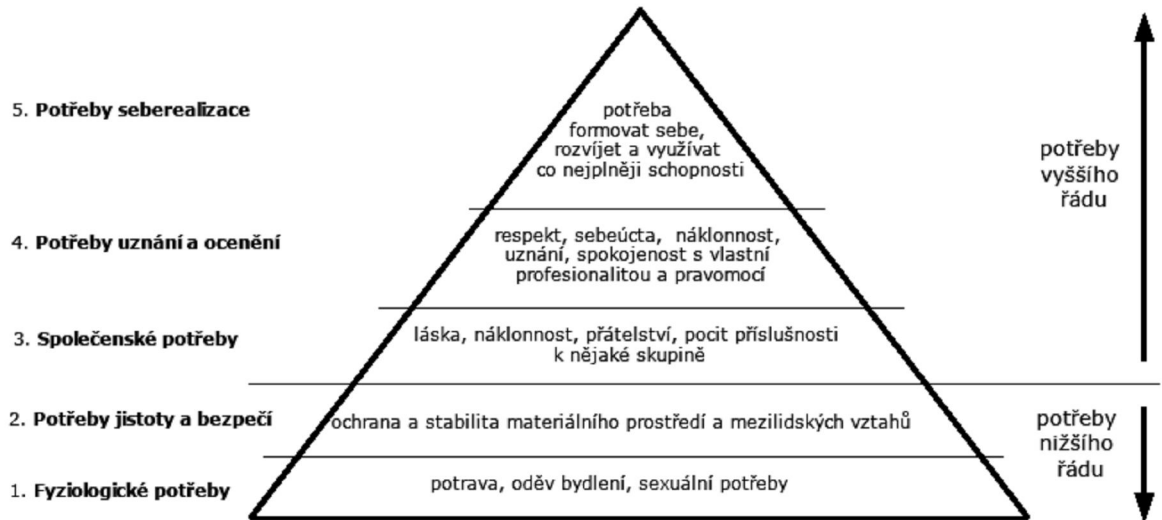 5. Potřeby seberealizace
potřeba
formovat sebe,
rozvíjet a využívat
co nejplněji schopnosti
potřeby
vyššího
řádu
4. Potřeby uznání a ocenění
respekt, sebeúcta, náklonnost,
uznání, spokojenost s vlastní
profesionalitou a pravomocí
3. Společenské potřeby
láska, náklonnost, přátelství, pocit příslušnosti
k nějaké skupině
2. Potřeby jistoty a bezpečí
ochrana a stabilita materiálního prostředí a mezilidských vztahů
potřeby
nižšího
řádu
1. Fyziologické potřeby
potrava, oděv bydlení, sexuální potřeby